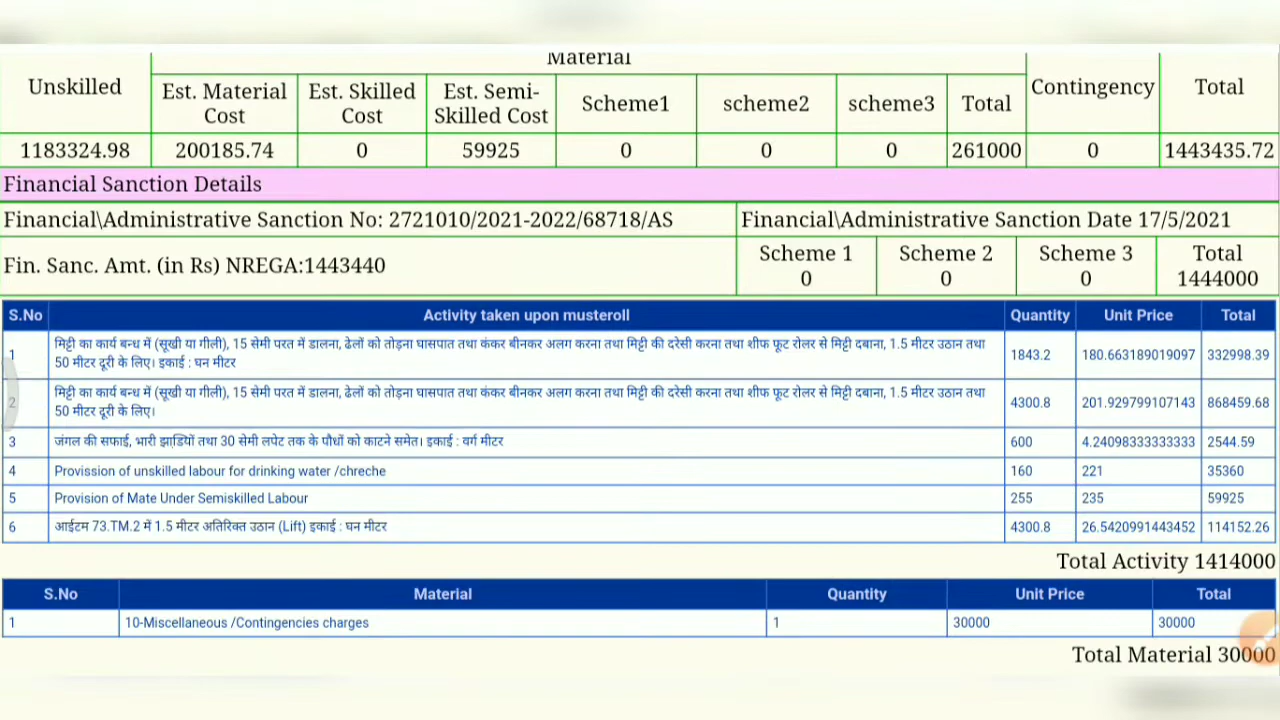 Material
Unskilled
Est. Material Cost
Est. Skilled Cost
Est. Semi-Skilled Cost
Scheme1
scheme2
scheme3
Total
Contingency
Total
1183324.98 200185.74 0 59925 0 0 0 261000 0 1443435.72
Financial Sanction Details
Financial\Administrative Sanction No: 2721010/2021-2022/68718/AS Financial\Administrative Sanction Date 17/5/2021
Fin. Sanc. Amt. (in Rs) NREGA:1443440
Scheme 1 Scheme 2 Scheme 3 Total
0 0 0 1444000
S.No Activity taken upon musteroll Quantity Unit Price Total
1 मिट्टी का कार्य बन्ध में (सूखी या गीली), 15 सेमी परत में डालना, ढेलों को तोड़ना घासपात तथा कंकर बीनकर अलग करना तथा मिट्टी की दरेसी करना तथा शीफ फूट रोलर से मिट्टी दबाना, 1.5 मीटर उठान तथा
50 मीटर दूरी के लिए। इकाई : घन मीटर 1843.2 180.663189019097 332998.39
2 मिट्टी का कार्य बन्ध में (सूखी या गीली), 15 सेमी परत में डालना, ढेलों को तोड़ना घासपात तथा कंकर बीनकर अलग करना तथा मिट्टी की दरेसी करना तथा शीफ फूट रोलर से मिट्टी दबाना, 1.5 मीटर उठान तथा
50 मीटर दूरी के लिए। 4300.8 201.929799107143 868459.68
3 जंगल की सफाई, भारी झाडि़यों तथा 30 सेमी लपेट तक के पौधों को काटने समेत। इकाई : वर्ग मीटर 600 4.24098333333333 2544.59
4 Provission of unskilled labour for drinking water /chreche 160 221 35360
5 Provision of Mate Under Semiskilled Labour 255 235 59925
6 आईटम 73.TM.2 में 1.5 मीटर अतिरिक्त उठान (Lift) इकाई : घन मीटर 4300.8 26.5420991443452 114152.26
Total Activity 1414000
S.No Material Quantity Unit Price Total
1 10-Miscellaneous /Contingencies charges 1 30000 30000
Total Material 30000